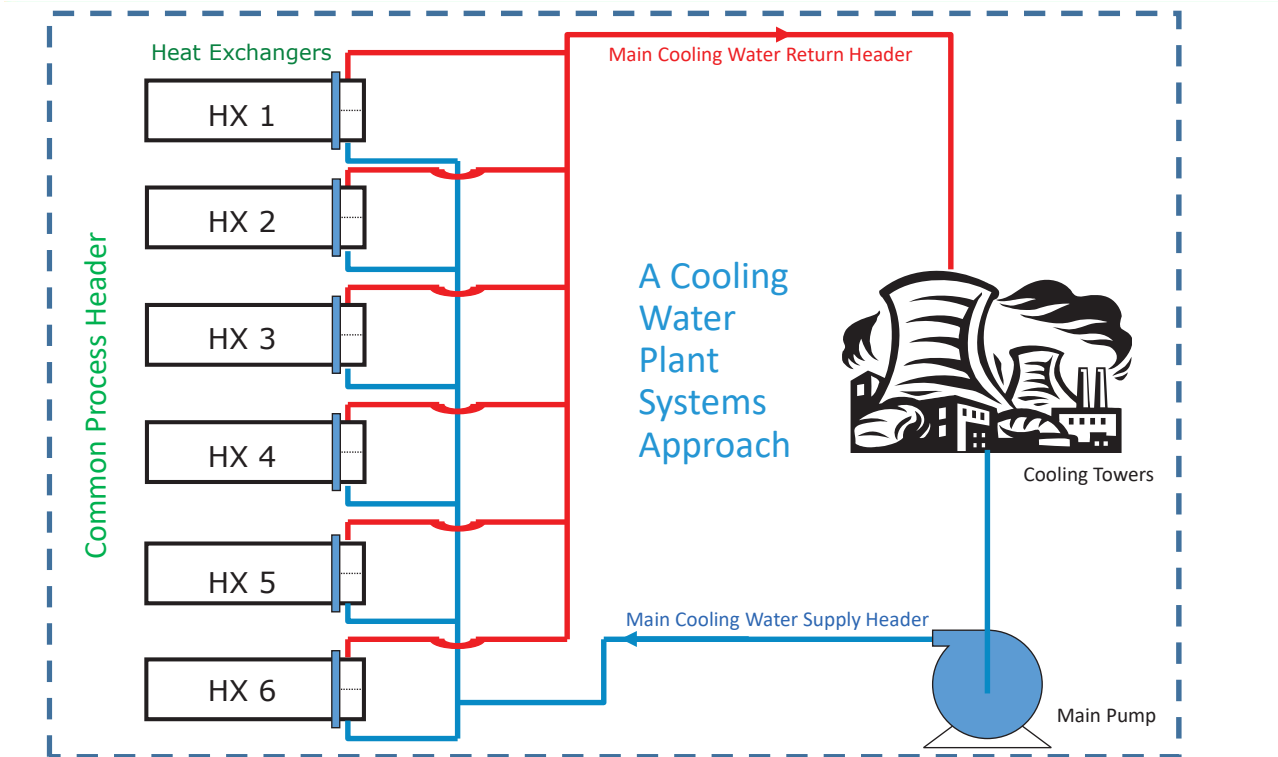 Heat Exchangers
Main Cooling Water Return Header
HX 1
HX 2
HX 3
HX 4
HX 5
HX 6
Common Process Header
A Cooling
Water
Plant
Systems
Approach
Cooling Towers
Main Cooling Water Supply Header
Main Pump